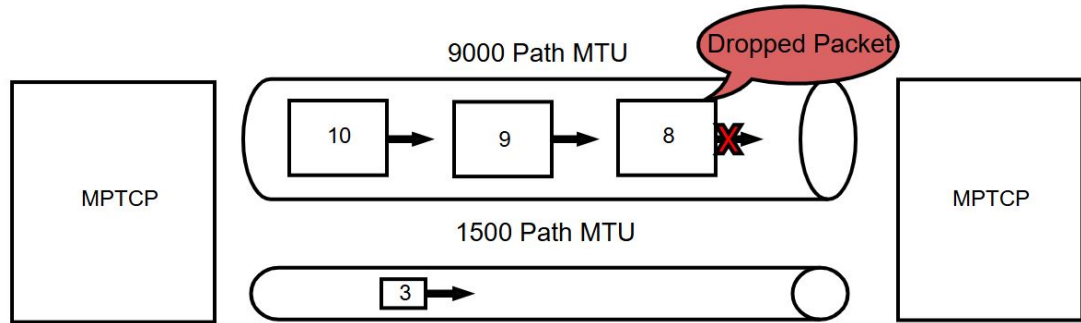 Dropped Packet
9000 Path MTU
MPTCP
10
9
8
X
MPTCP
1500 Path MTU
3